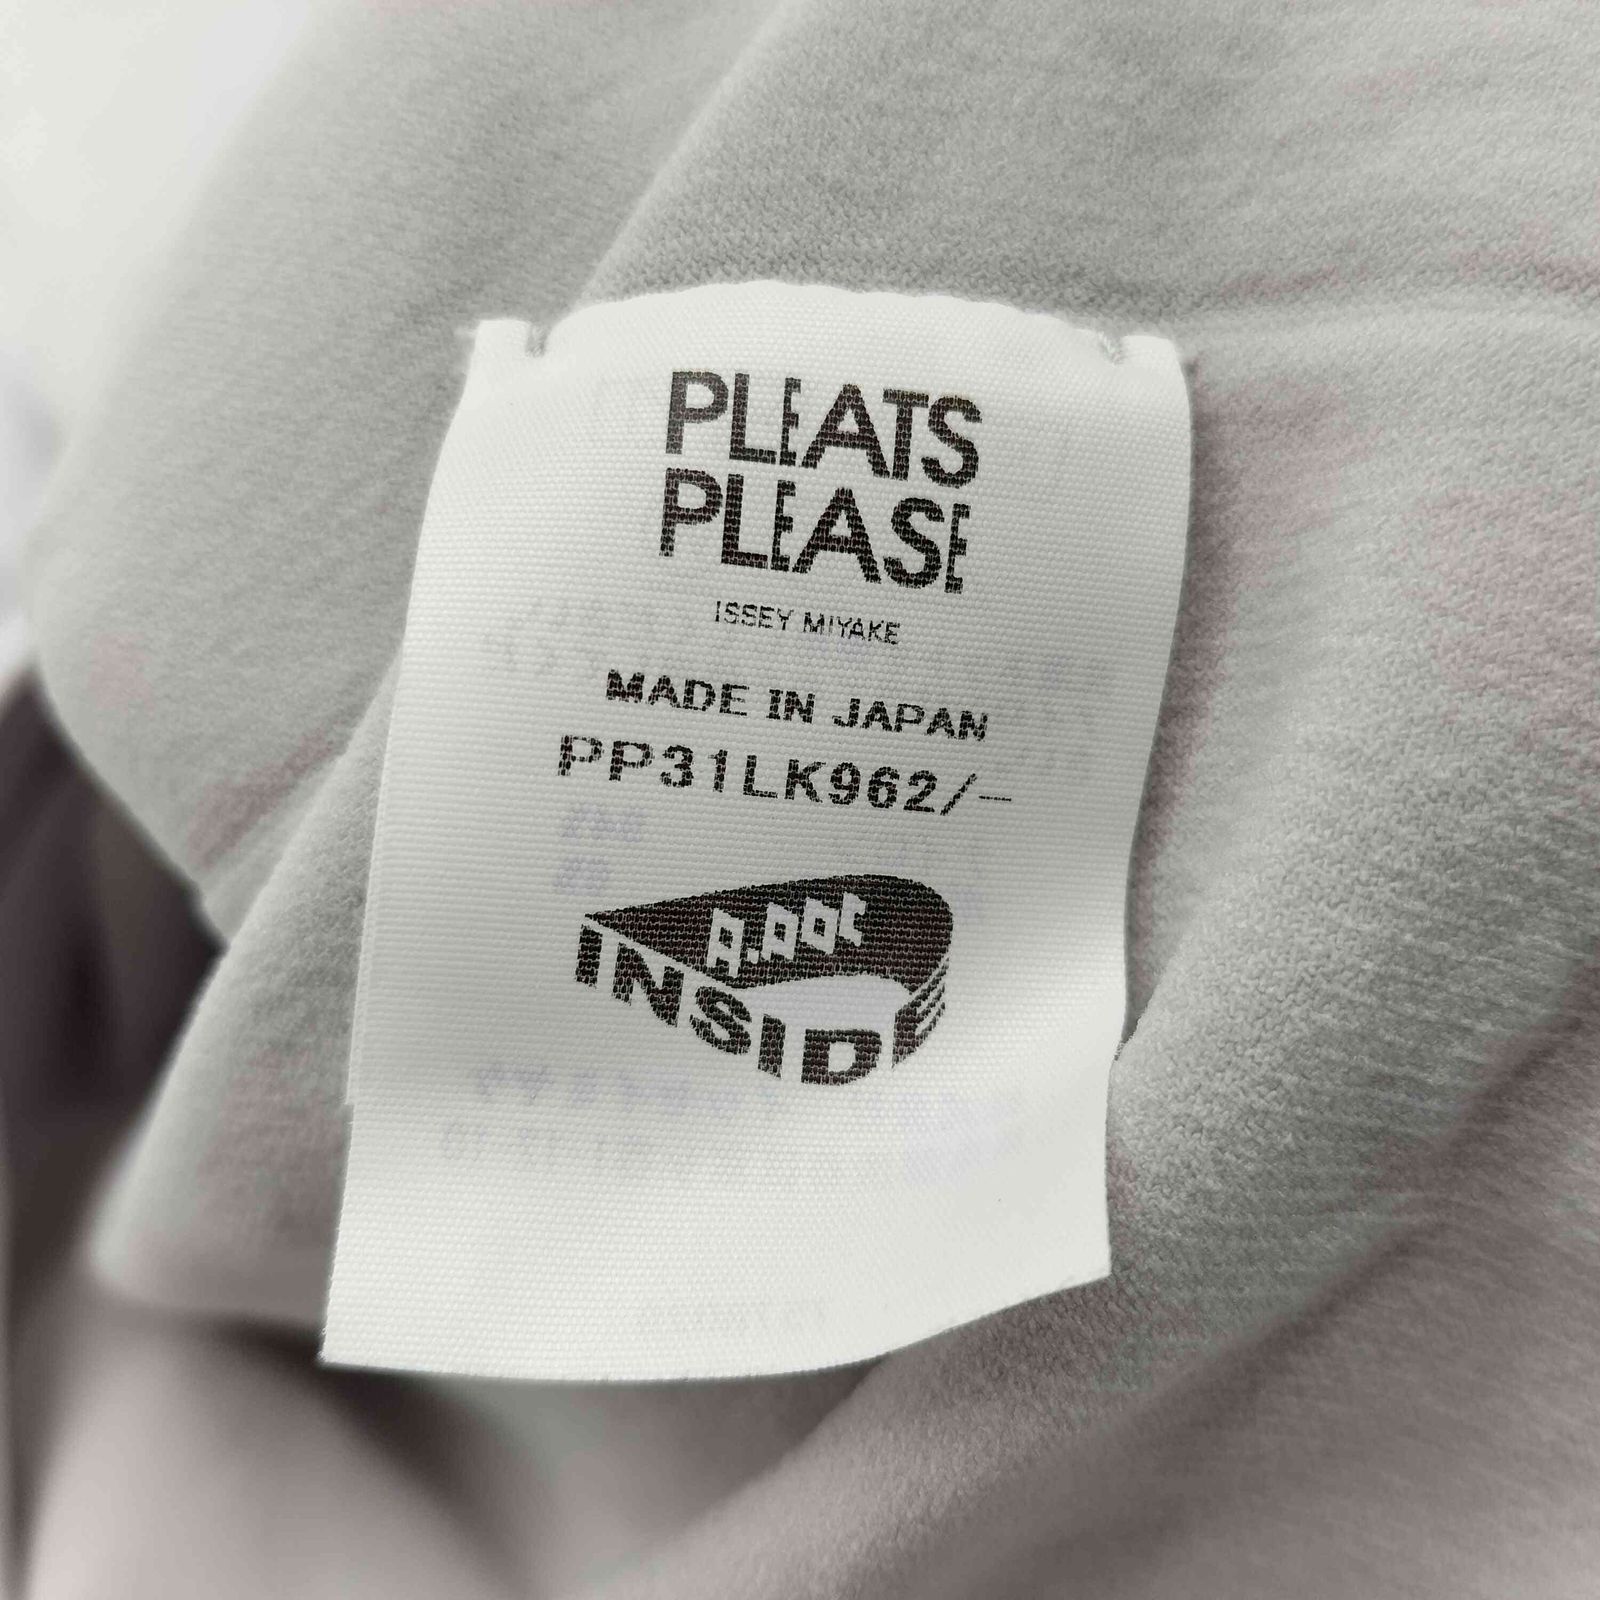 PLEATS
PLEASE
ISSEY MIYAKE
MADE IN JAPAN
PP31LK962/-
A.POC
INSIDE